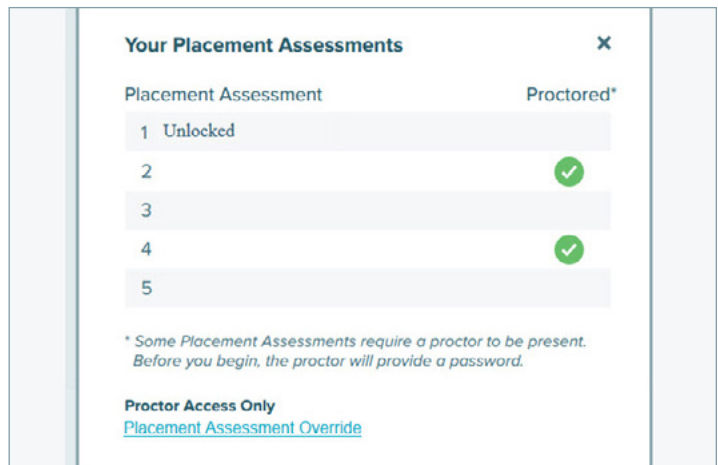 Your Placement Assessments ×
Placement Assessment Proctored*
1 Unlocked
2
3
4
5
* Some Placement Assessments require a proctor to be present.
Before you begin, the proctor will provide a password.
Proctor Access Only
Placement Assessment Override